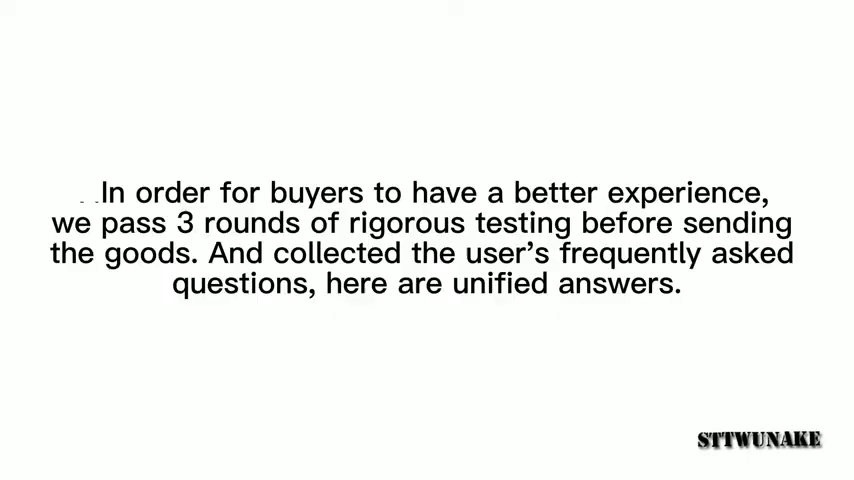 In order for buyers to have a better experience,
we pass 3 rounds of rigorous testing before sending
the goods. And collected the user’s frequently asked
questions, here are unified answers.
STTWUNAKE